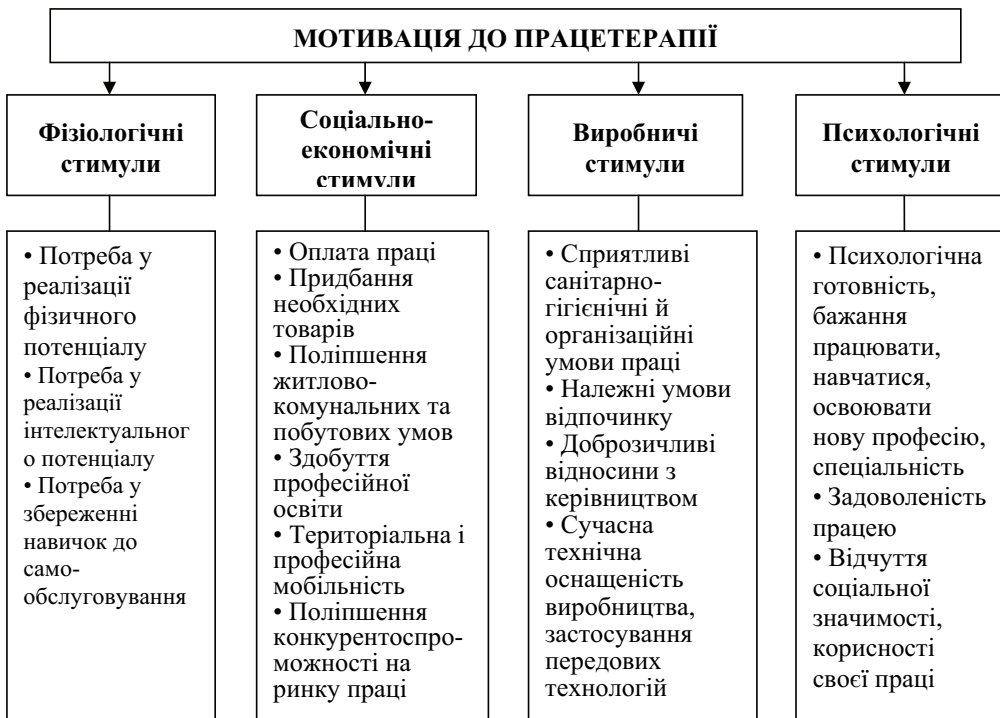 МОТИВАЦІЯ ДО ПРАЦЕТЕРАПІЇ
Фізіологічні
стимули
Соціально-
економічні
стимули
Виробничі
стимули
Психологічні
стимули
• Потреба у
реалізації
фізичного
потенціалу
• Потреба у
реалізації
інтелектуальног
о потенціалу
• Потреба у
збереженні
навичок до
само-
обслуговування
• Оплата праці
• Придбання
необхідних
товарів
• Поліпшення
житлово-
комунальних та
побутових умов
• Здобуття
професійної
освіти
• Територіальна і
професійна
мобільність
• Поліпшення
конкурентоспро-
можності на
ринку праці
• Сприятливі
санітарно-
гігієнічні й
організаційні
умови праці
• Належні умови
відпочинку
• Доброзичливі
відносини з
керівництвом
• Сучасна
технічна
оснащеність
виробництва,
застосування
передових
технологій
• Психологічна
готовність,
бажання
працювати,
навчатися,
освоювати
нову професію,
спеціальність
• Задоволеність
працею
• Відчуття
соціальної
значимості,
корисності
своєї праці